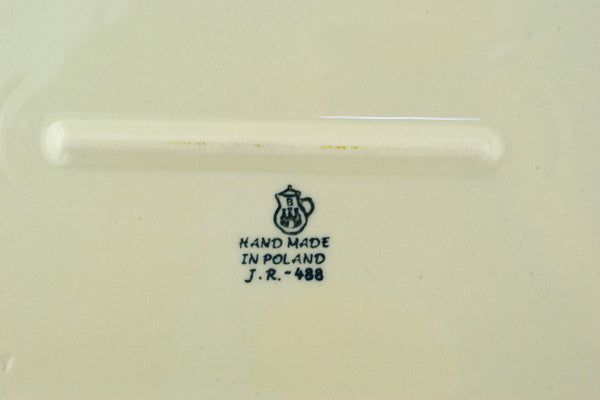 B
HAND MADE
IN POLAND
J.R.-488